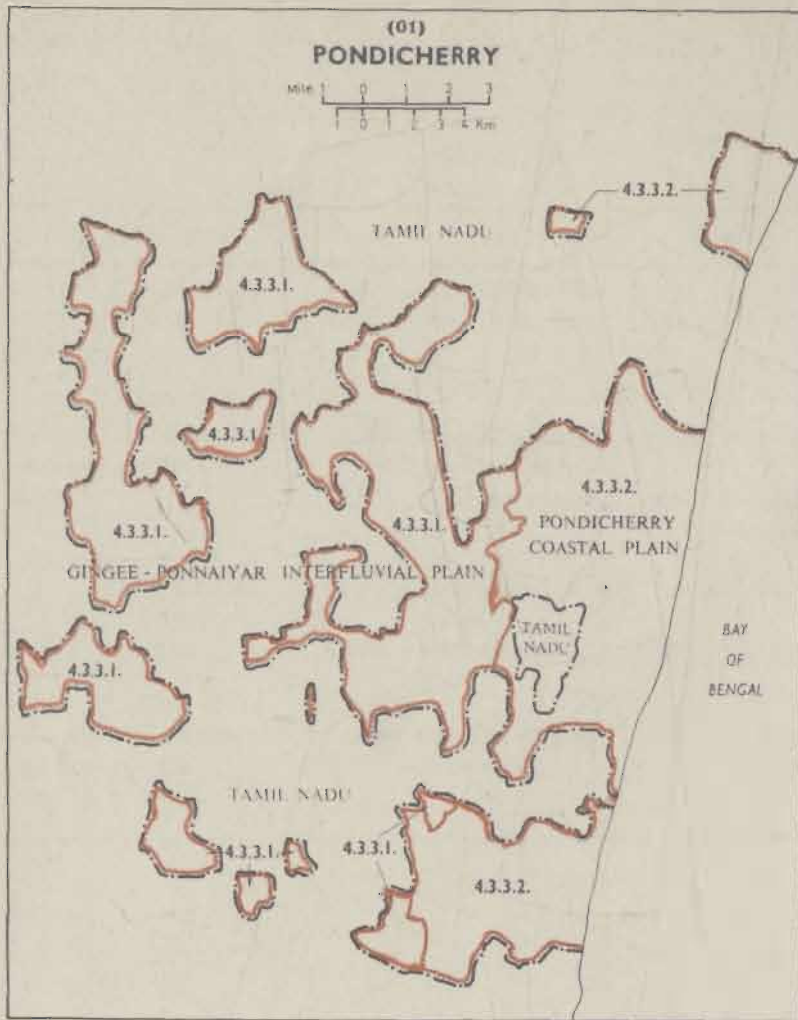 (01)
PONDICHERRY
Mile 1 0 1 2 3
1 0 1 2 3 4 Km
4.3.3.2.
TAMIL NADU
4.3.3.1.
4.3.3.1
4.3.3.2.
4.3.3.1.
4.3.3.1.
PONDICHERRY
COASTAL PLAIN
GINGEE - PONNAIYAR INTERFLUVIAL PLAIN
TAMIL
NADU
BAY
OF
BENGAL
4.3.3.1.
TAMIL NADU
4.3.3.1.
4.3.3.1.
4.3.3.2.